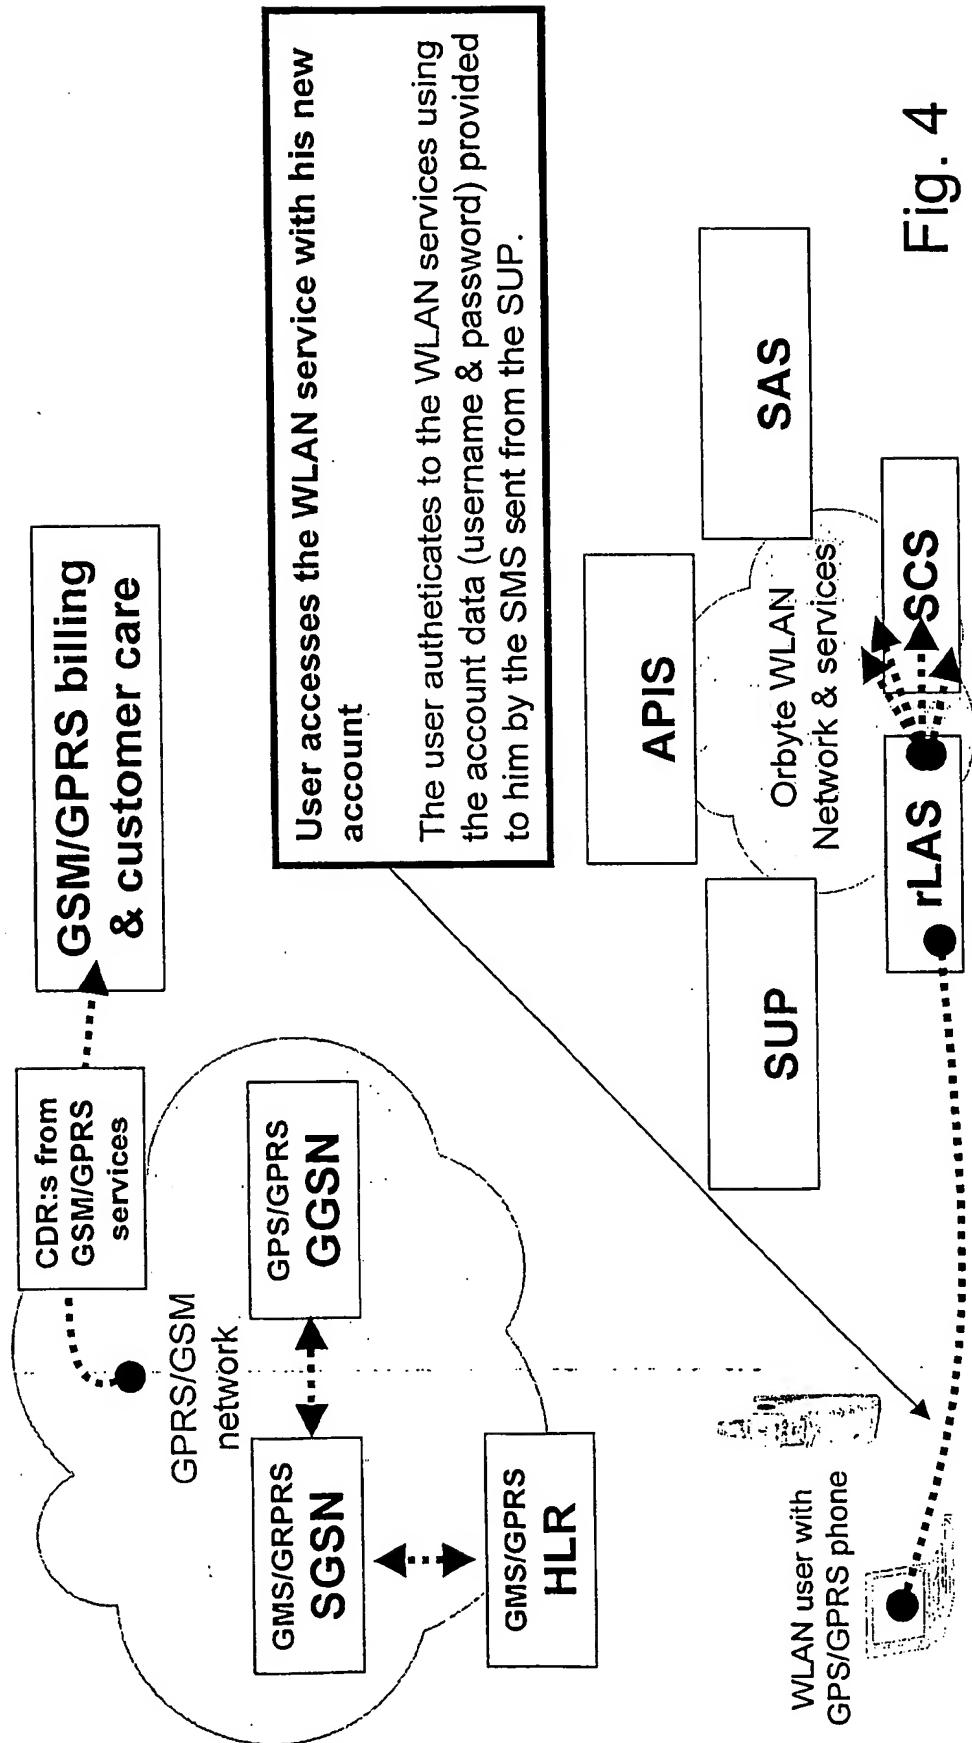 CDR:s from
GSM/GPRS
services
GSM/GPRS billing
& customer care
GPRS/GSM
network
GMS/GRPRS
SGSN
GPS/GPRS
GGSN
GMS/GPRS
HLR
User accesses the WLAN service with his new
account
The user autheticates to the WLAN services using
the account data (username & password) provided
to him by the SMS sent from the SUP.
WLAN user with
GPS/GPRS phone
SUP
APIS
SAS
Orbyte WLAN
Network & services
rLAS
SCS
Fig. 4